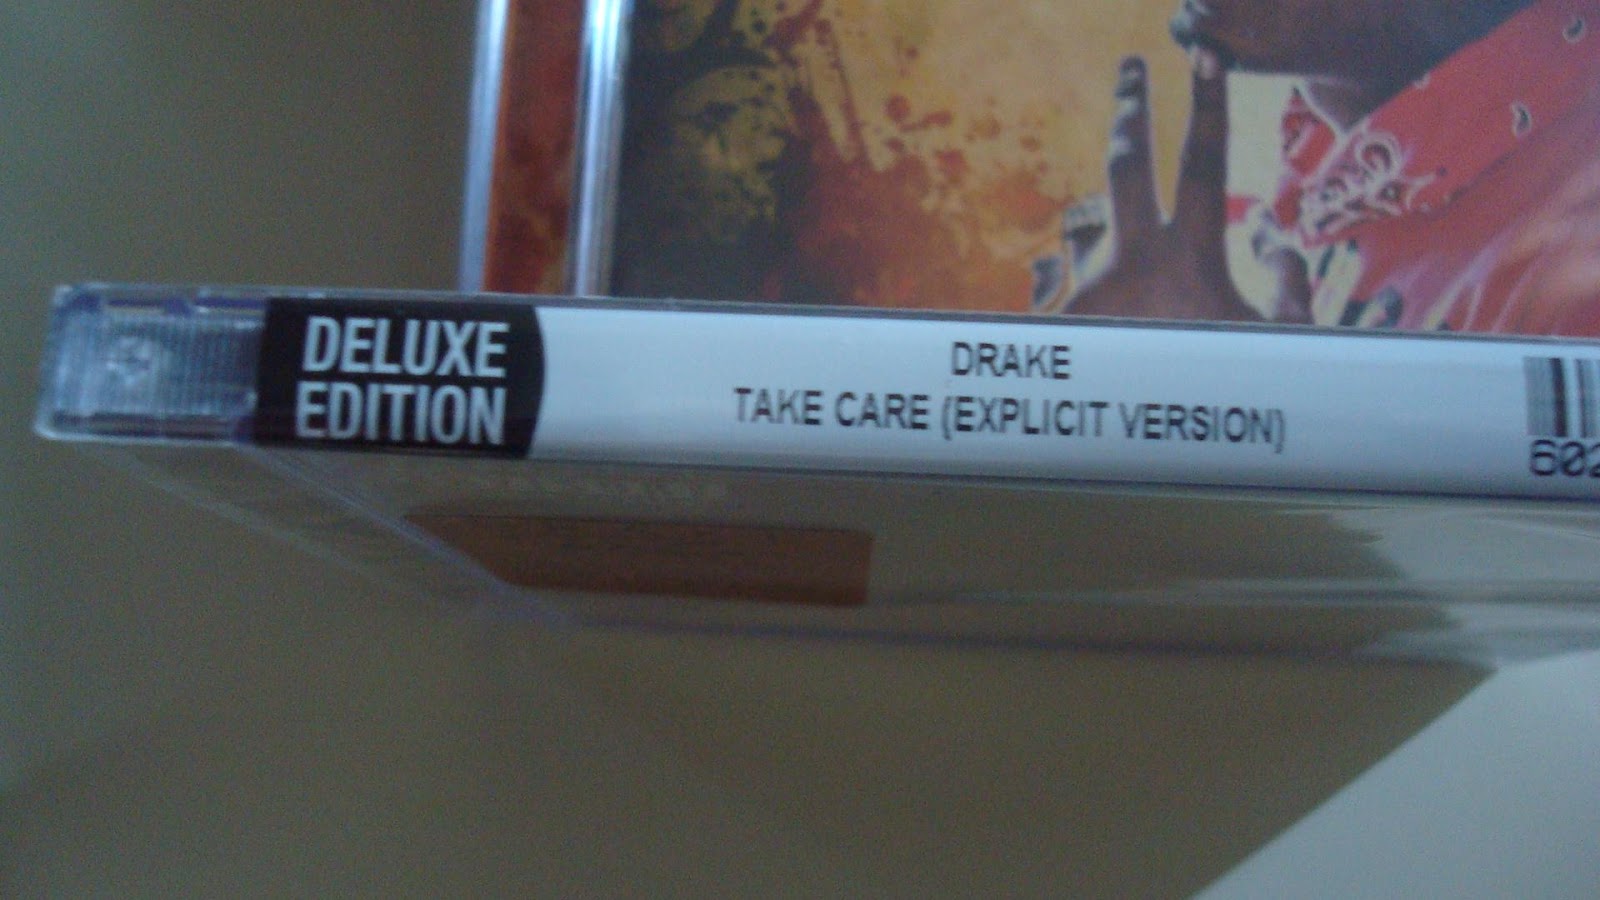 DELUXE
EDITION
DRAKE
TAKE CARE (EXPLICIT VERSION)
602